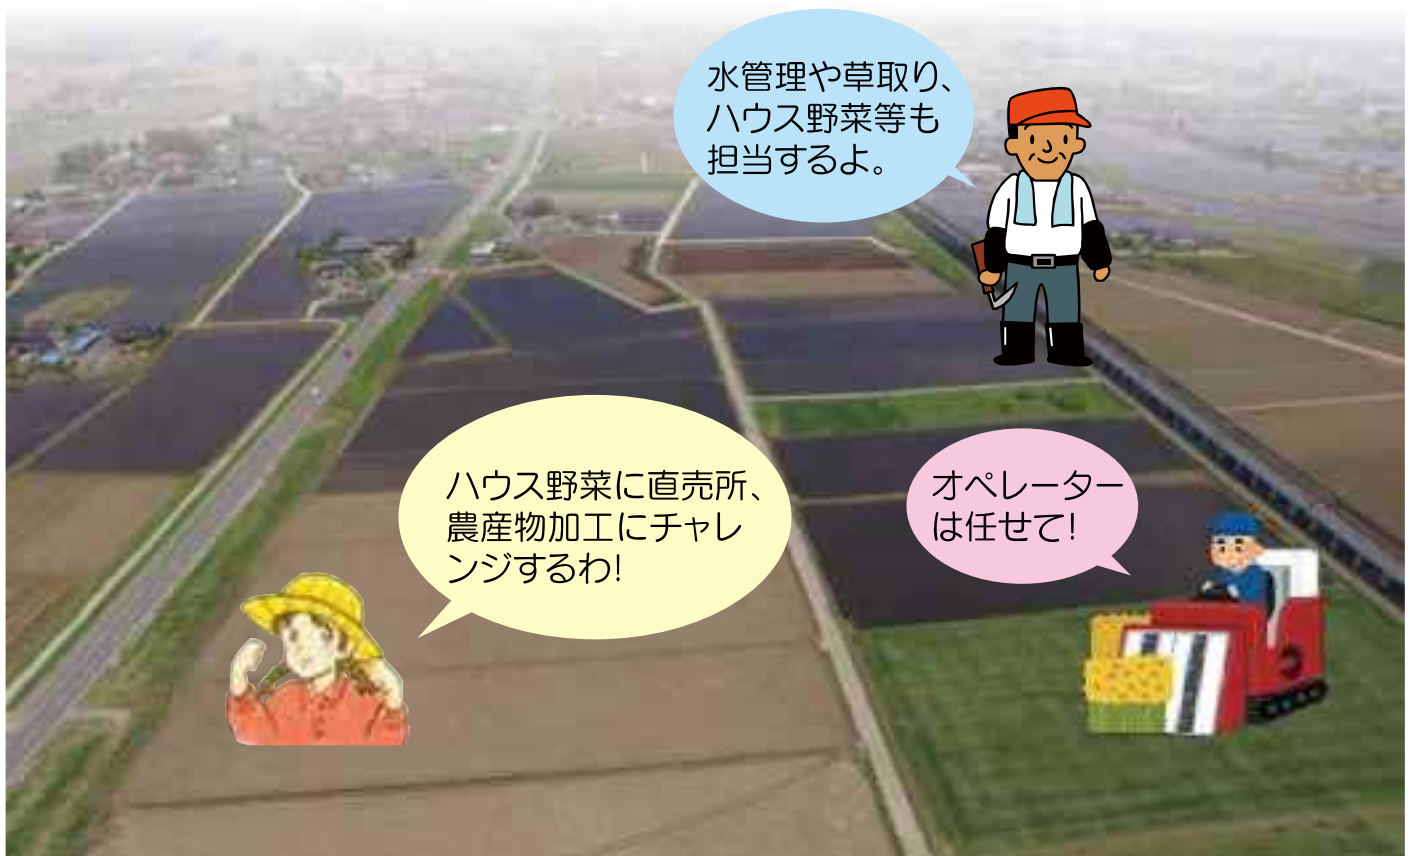 水管理や草取り、
ハウス野菜等も
担当するよ。
ハウス野菜に直売所、
農産物加工にチャレ
ンジするわ!
オペレーター
は任せて!